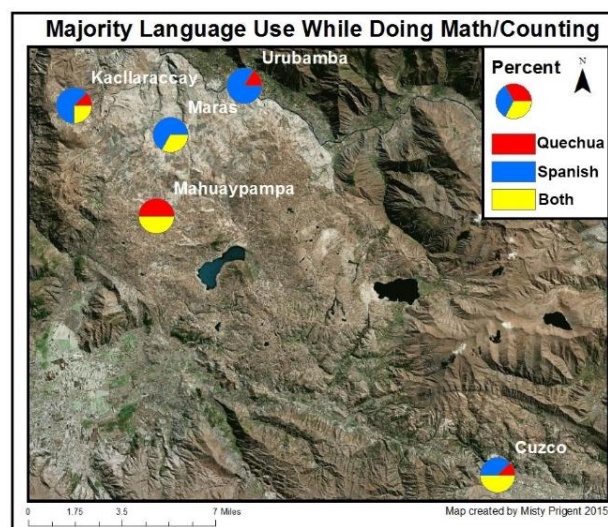 Majority Language Use While Doing Math/Counting
Urubamba
Kacllaraccay
Maras
Mahuaypampa
Cuzco
Percent
N
Quechua
Spanish
Both
0 1.75 3.5 7 Miles
Map created by Misty Prigent 2015